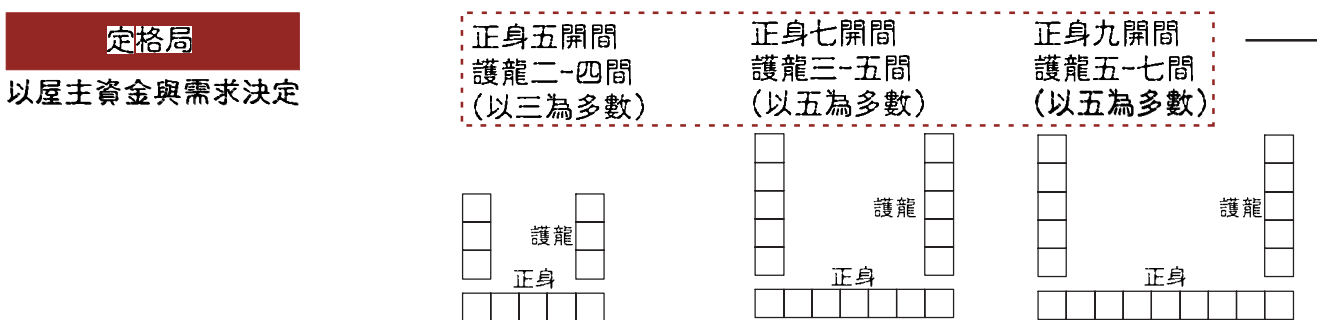 定格局
以屋主資金與需求決定
正身五開間
護龍二-四間
(以三為多數)
正身七開間
護龍三-五間
(以五為多數)
正身九開間
護龍五-七間
(以五為多數)
護龍
正身
護龍
正身
護龍
正身